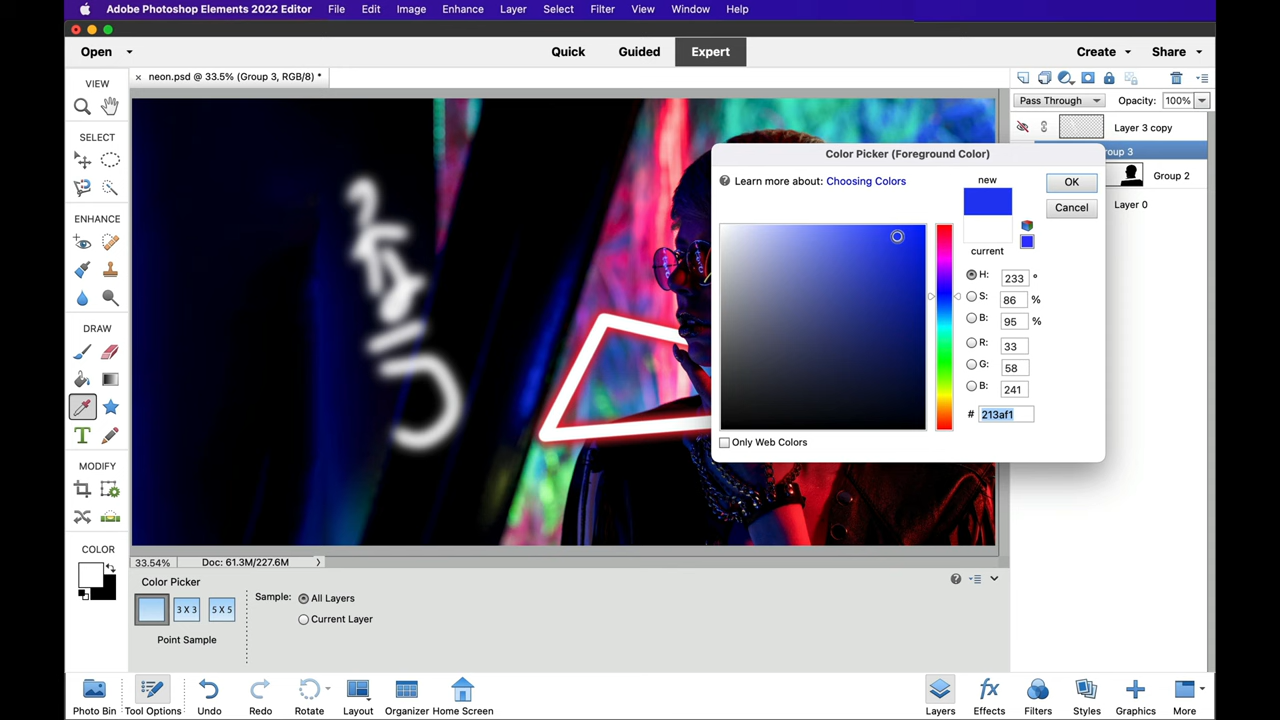 Adobe Photoshop Elements 2022 Editor File Edit Image Enhance Layer Select Filter View Window Help
Open Quick Guided Expert Create Share
× neon.psd @ 33.5% (Group 3, RGB/8) *
VIEW
SELECT
ENHANCE
DRAW
T
MODIFY
COLOR
Pass Through Opacity: 100%
Layer 3 copy
oup 3
Group 2
Layer 0
Color Picker (Foreground Color)
? Learn more about: Choosing Colors
new
current
OK
Cancel
H: 233 °
S: 86 %
B: 95 %
R: 33
G: 58
B: 241
# 213af1
Only Web Colors
33.54% Doc: 61.3M/227.6M >
Color Picker
3 X 3 5 X 5
Point Sample
Sample: All Layers
Current Layer
Photo Bin Tool Options Undo Redo Rotate Layout Organizer Home Screen Layers Effects Filters Styles Graphics More